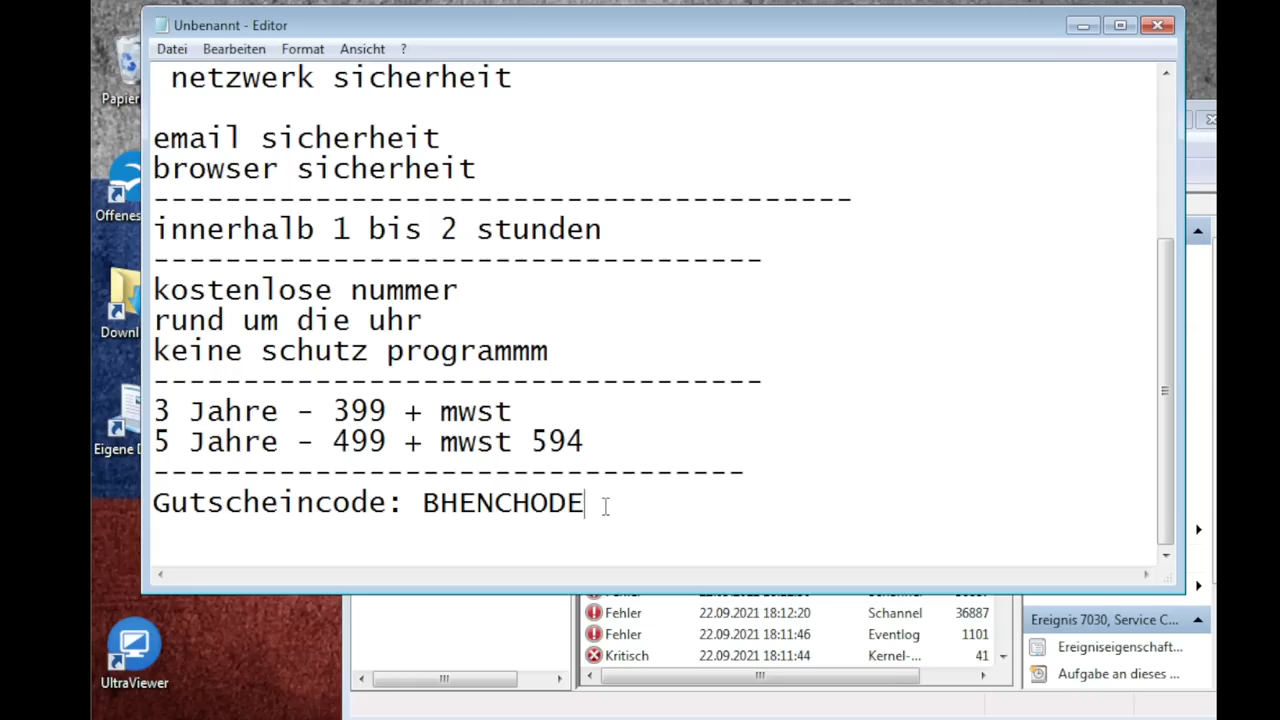 Unbenannt - Editor
Datei Bearbeiten Format Ansicht ?
netzwerk sicherheit
email sicherheit
browser sicherheit
---------------------------------------
innerhalb 1 bis 2 stunden
----------------------------------
kostenlose nummer
rund um die uhr
keine schutz programmm
----------------------------------
3 Jahre - 399 + mwst
5 Jahre - 499 + mwst 594
---------------------------------
Gutscheincode: BHENCHODE
Papier
Offenes
Downl
Eigene D
UltraViewer
Fehler 22.09.2021 18:12:20 Schannel 36887
Fehler 22.09.2021 18:11:46 Eventlog 1101
Kritisch 22.09.2021 18:11:44 Kernel-... 41
Ereignis 7030, Service C...
Ereigniseigenschaft...
Aufgabe an dieses ...